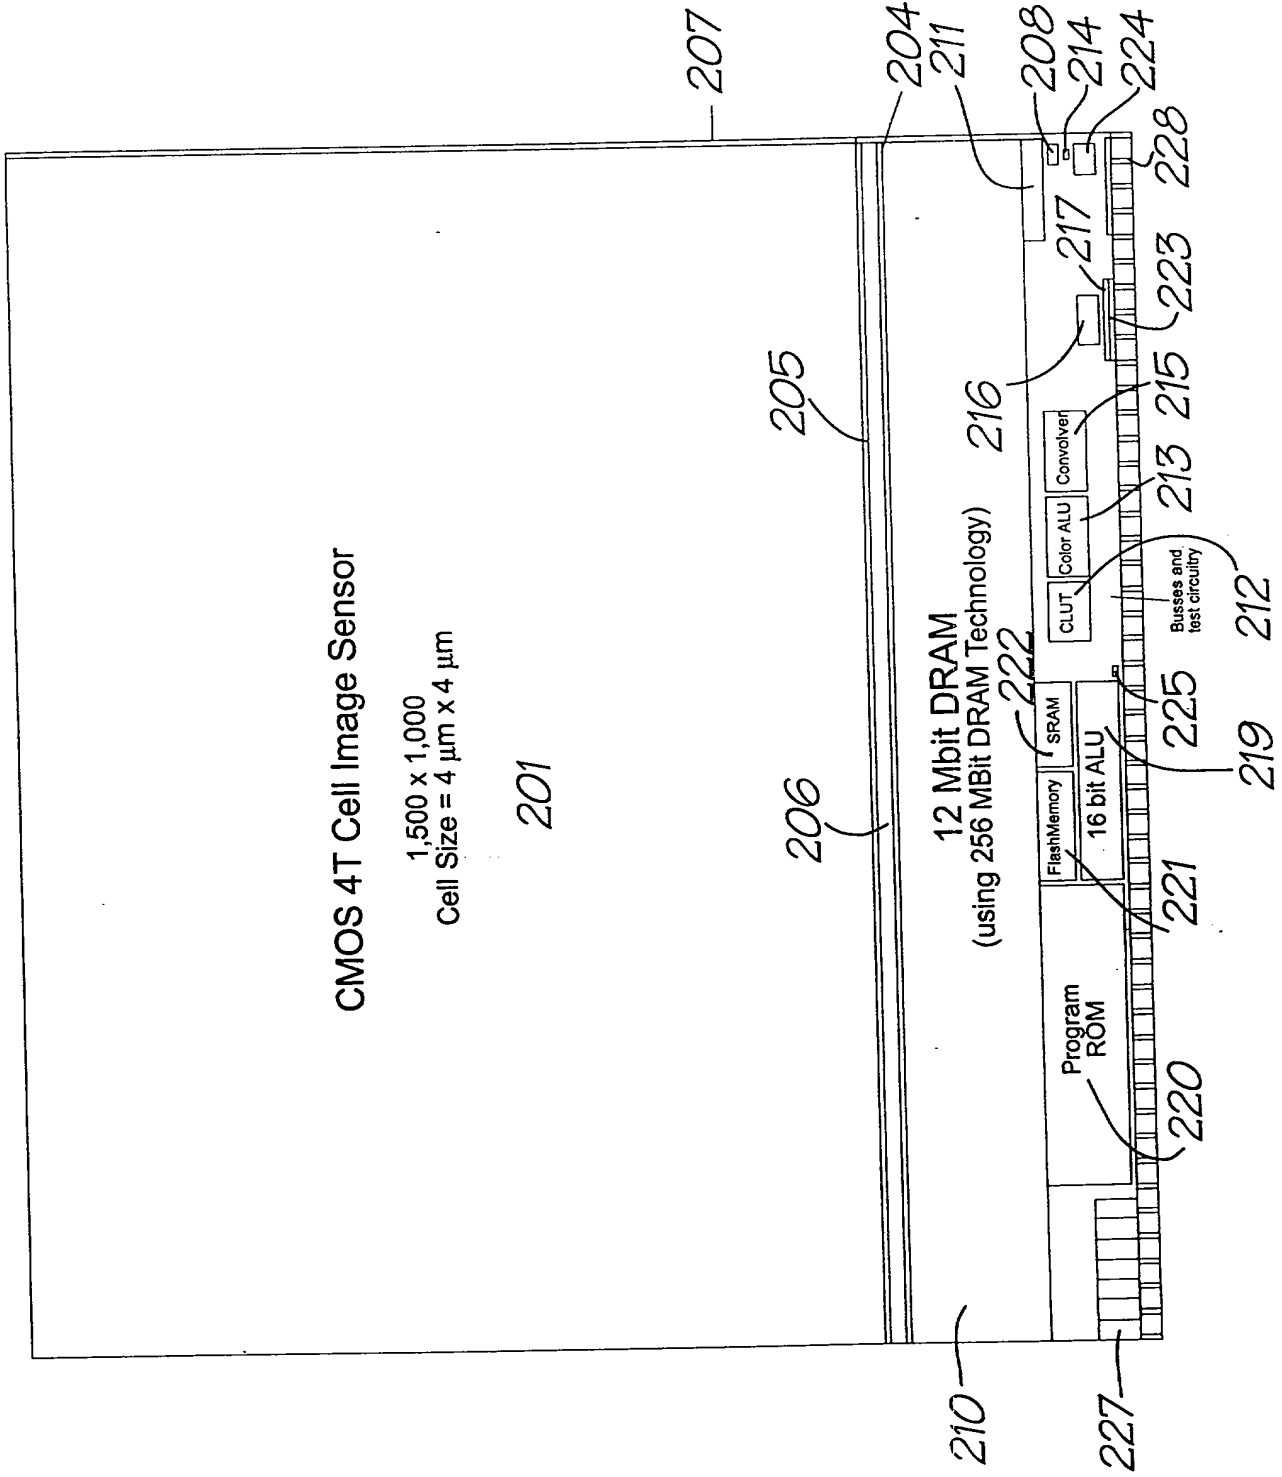 CMOS 4T Cell Image Sensor
1,500 x 1,000
Cell Size = 4 μm x 4 μm
201
207
205
206
204
211
12 Mbit DRAM
(using 256 MBit DRAM Technology)
210
222
216
217
208
214
224
FlashMemory
SRAM
16 bit ALU
CLUT
Color ALU
Convolver
Program
ROM
Busses and
test circuitry
227
220
221
219
225
212
213
215
223
228